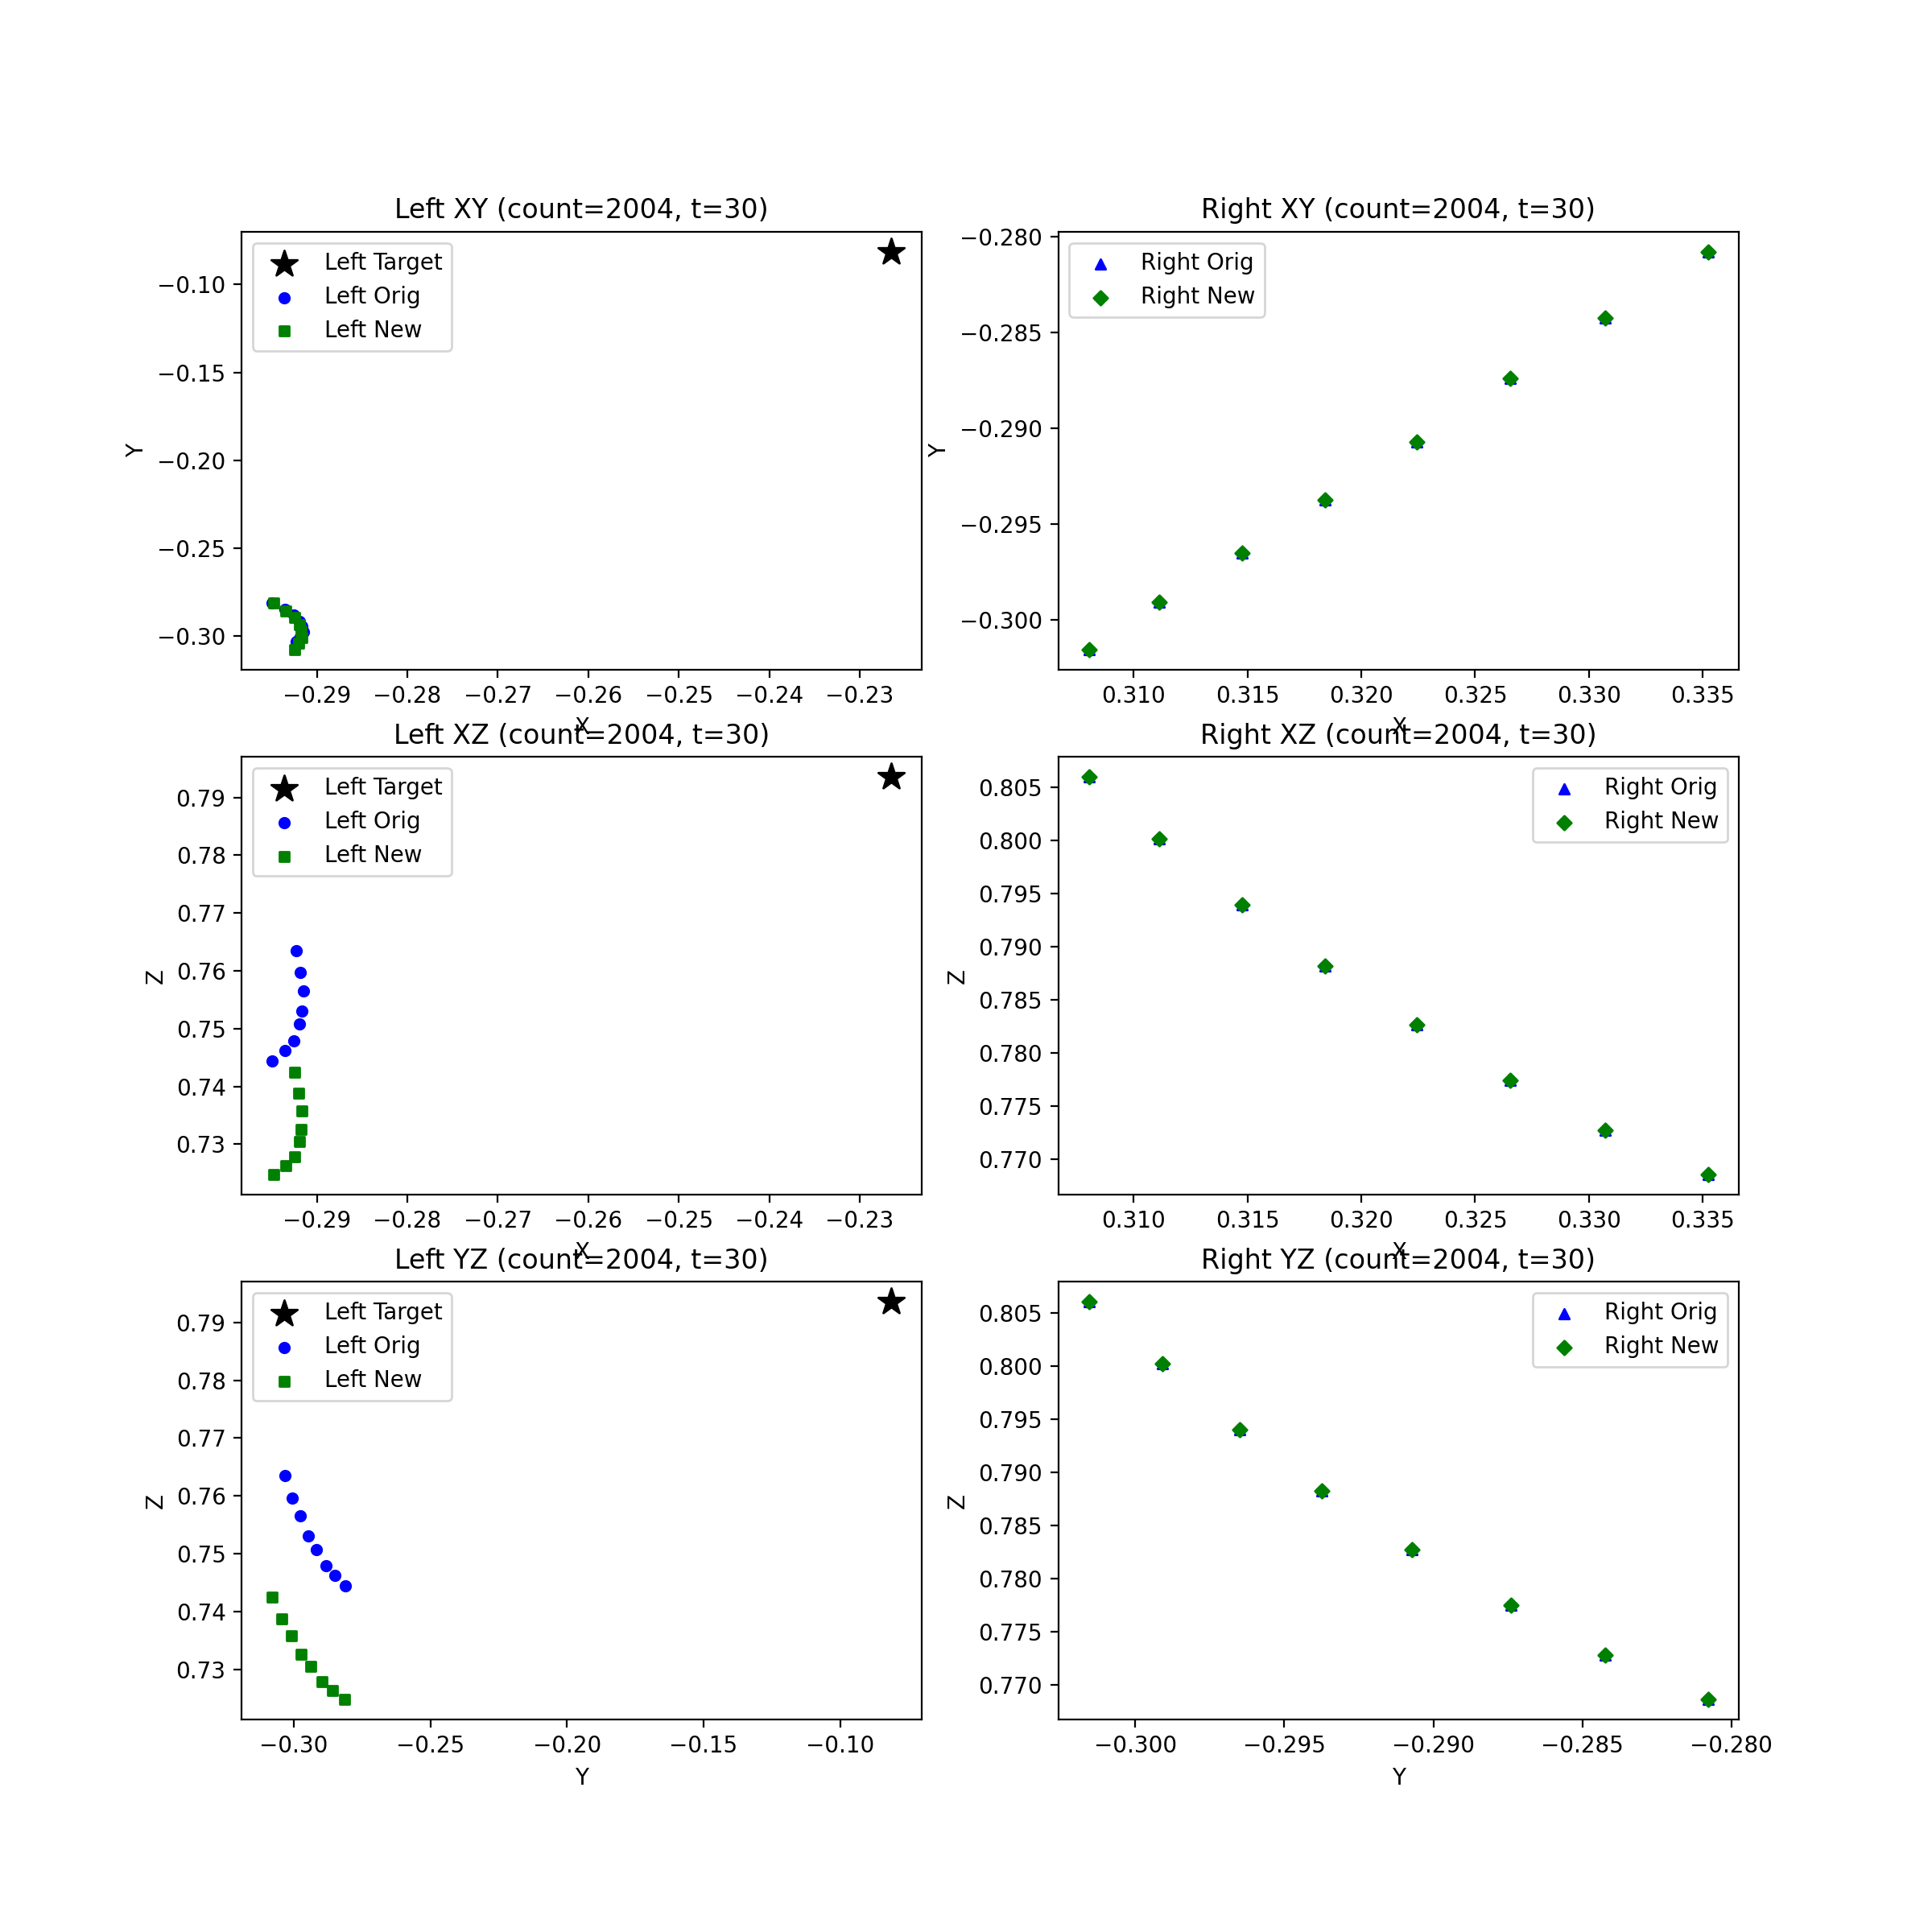 Left XY (count=2004, t=30)
Left Target
Left Orig
Left New
−0.10
−0.15
−0.20
−0.25
−0.30
Y
−0.29
−0.28
−0.27
−0.26
−0.25
−0.24
−0.23
X
Right XY (count=2004, t=30)
Right Orig
Right New
−0.280
−0.285
−0.290
−0.295
−0.300
Y
0.310
0.315
0.320
0.325
0.330
0.335
X
Left XZ (count=2004, t=30)
Left Target
Left Orig
Left New
0.79
0.78
0.77
0.76
0.75
0.74
0.73
Z
−0.29
−0.28
−0.27
−0.26
−0.25
−0.24
−0.23
X
Right XZ (count=2004, t=30)
Right Orig
Right New
0.805
0.800
0.795
0.790
0.785
0.780
0.775
0.770
Z
0.310
0.315
0.320
0.325
0.330
0.335
X
Left YZ (count=2004, t=30)
Left Target
Left Orig
Left New
0.79
0.78
0.77
0.76
0.75
0.74
0.73
Z
−0.30
−0.25
−0.20
−0.15
−0.10
Y
Right YZ (count=2004, t=30)
Right Orig
Right New
0.805
0.800
0.795
0.790
0.785
0.780
0.775
0.770
Z
−0.300
−0.295
−0.290
−0.285
−0.280
Y